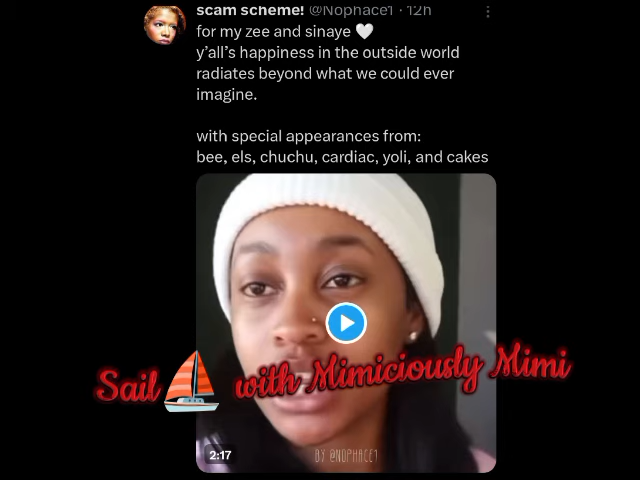 scam scheme! @Nophace1 · 12h
for my zee and sinaye 🤍
y'all's happiness in the outside world
radiates beyond what we could ever
imagine.
with special appearances from:
bee, els, chuchu, cardiac, yoli, and cakes
Sail with Mimiciously Mimi
2:17
BY @NOPHACE1